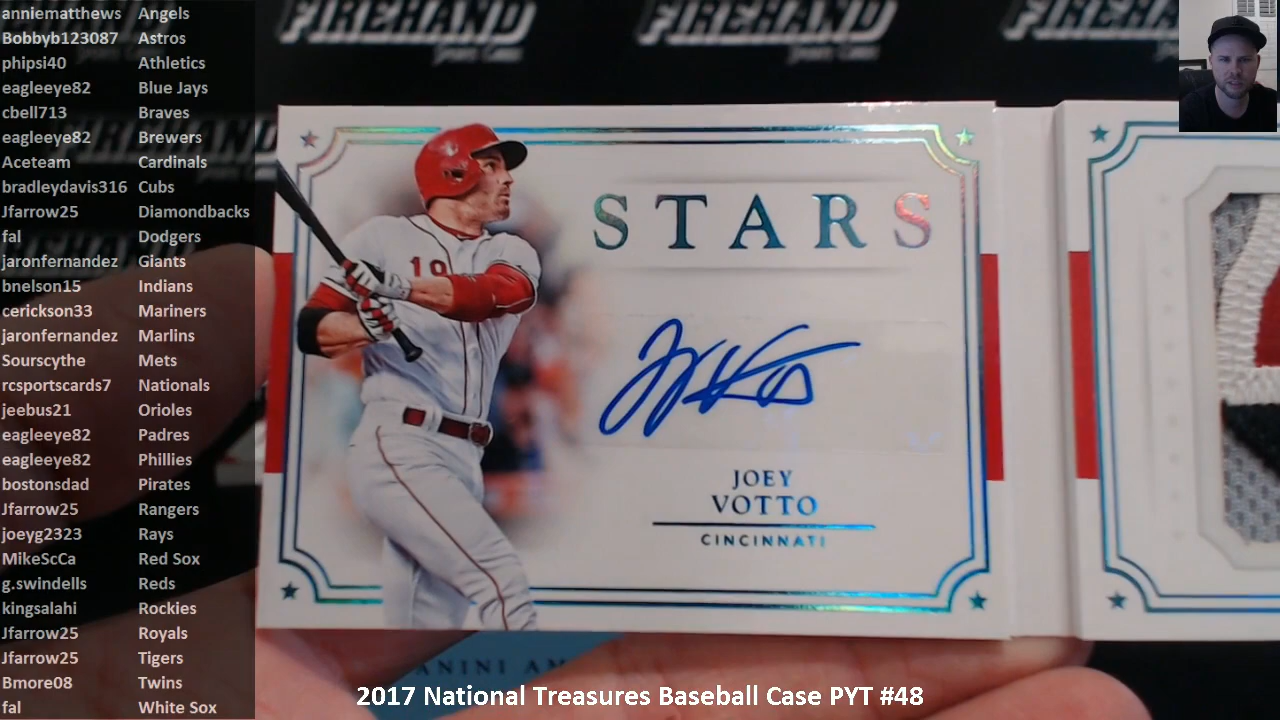 anniematthews Angels
Bobbyb123087 Astros
phipsi40 Athletics
eagleeye82 Blue Jays
cbell713 Braves
eagleeye82 Brewers
Aceteam Cardinals
bradleydavis316 Cubs
Jfarrow25 Diamondbacks
fal Dodgers
jaronfernandez Giants
bnelson15 Indians
cerickson33 Mariners
jaronfernandez Marlins
Sourscythe Mets
rcsportscards7 Nationals
jeebus21 Orioles
eagleeye82 Padres
eagleeye82 Phillies
bostonsdad Pirates
Jfarrow25 Rangers
joeyg2323 Rays
MikeScCa Red Sox
g.swindells Reds
kingsalahi Rockies
Jfarrow25 Royals
Jfarrow25 Tigers
Bmore08 Twins
fal White Sox
FIREHAND FIREHAND FIREHAND
STARS
19
JOEY
VOTTO
CINCINNATI
PANINI AM
2017 National Treasures Baseball Case PYT #48